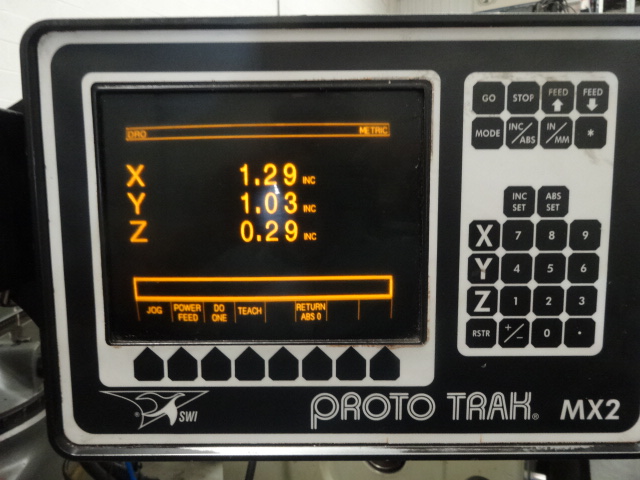 DRO METRIC
X 1.29 INC
Y 1.03 INC
Z 0.29 INC
JOG POWER FEED DO ONE TEACH RETURN ABS 0
GO STOP FEED FEED
MODE INC/ABS IN/MM *
INC SET ABS SET
X 7 8 9
Y 4 5 6
Z 1 2 3
RSTR +/- 0 .
® SWI PROTO TRAK® MX2